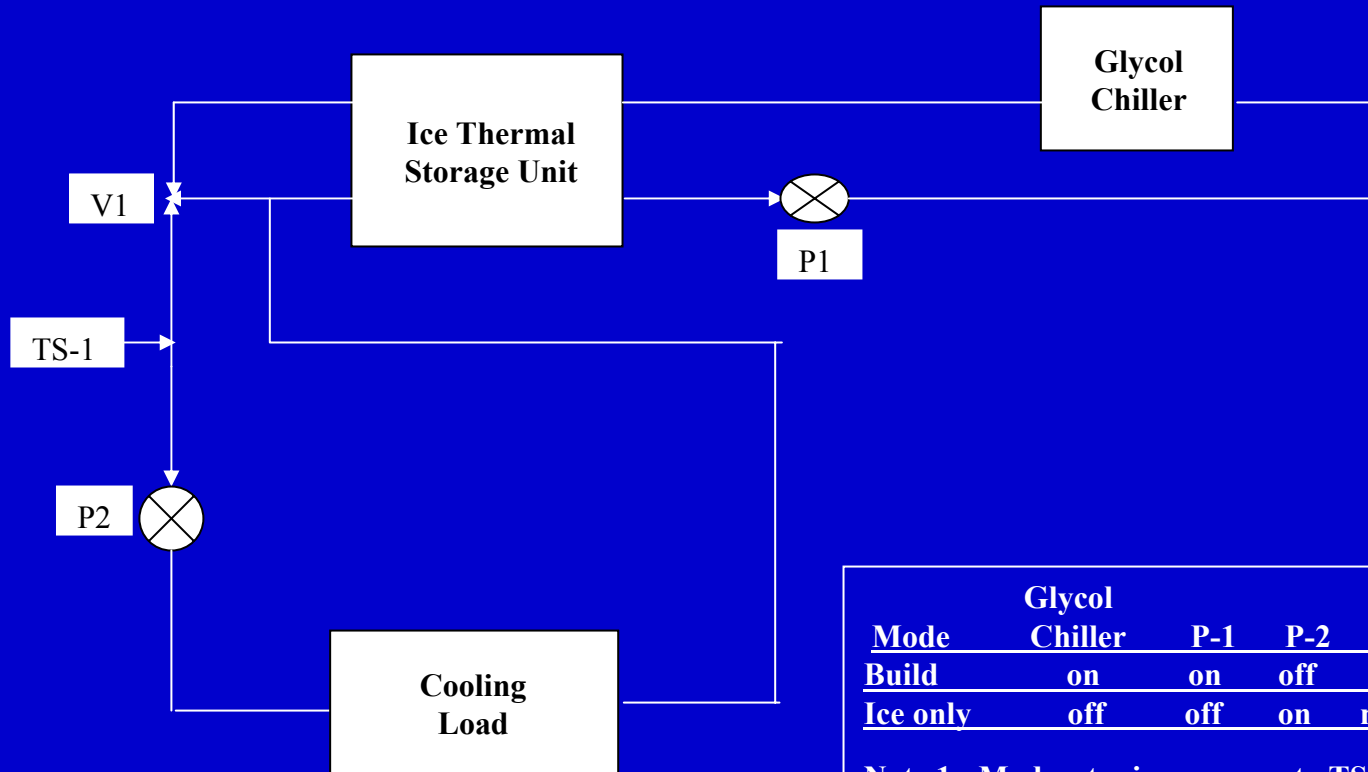 Glycol
Chiller
Ice Thermal
Storage Unit
V1
P1
TS-1
P2
Cooling
Load
Glycol
Mode Chiller P-1 P-2
Build on on off
Ice only off off on